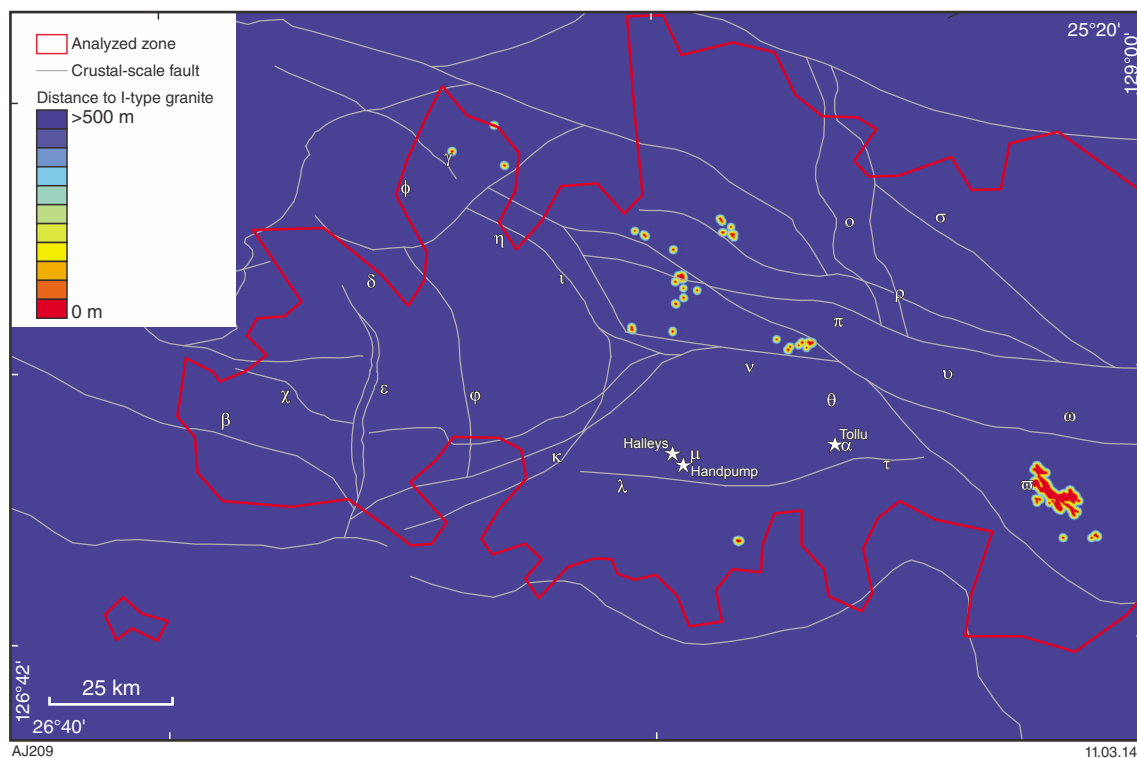 Analyzed zone
Crustal-scale fault
Distance to I-type granite
>500 m
0 m
25°20'
129°00'
γ
ϕ
σ
ο
η
δ
ι
ρ
π
ν
υ
ε
χ
φ
θ
β
ω
Tollu
α
Halleys
μ
κ
τ
Handpump
λ
ϖ
126°42'
25 km
26°40'
AJ209
11.03.14